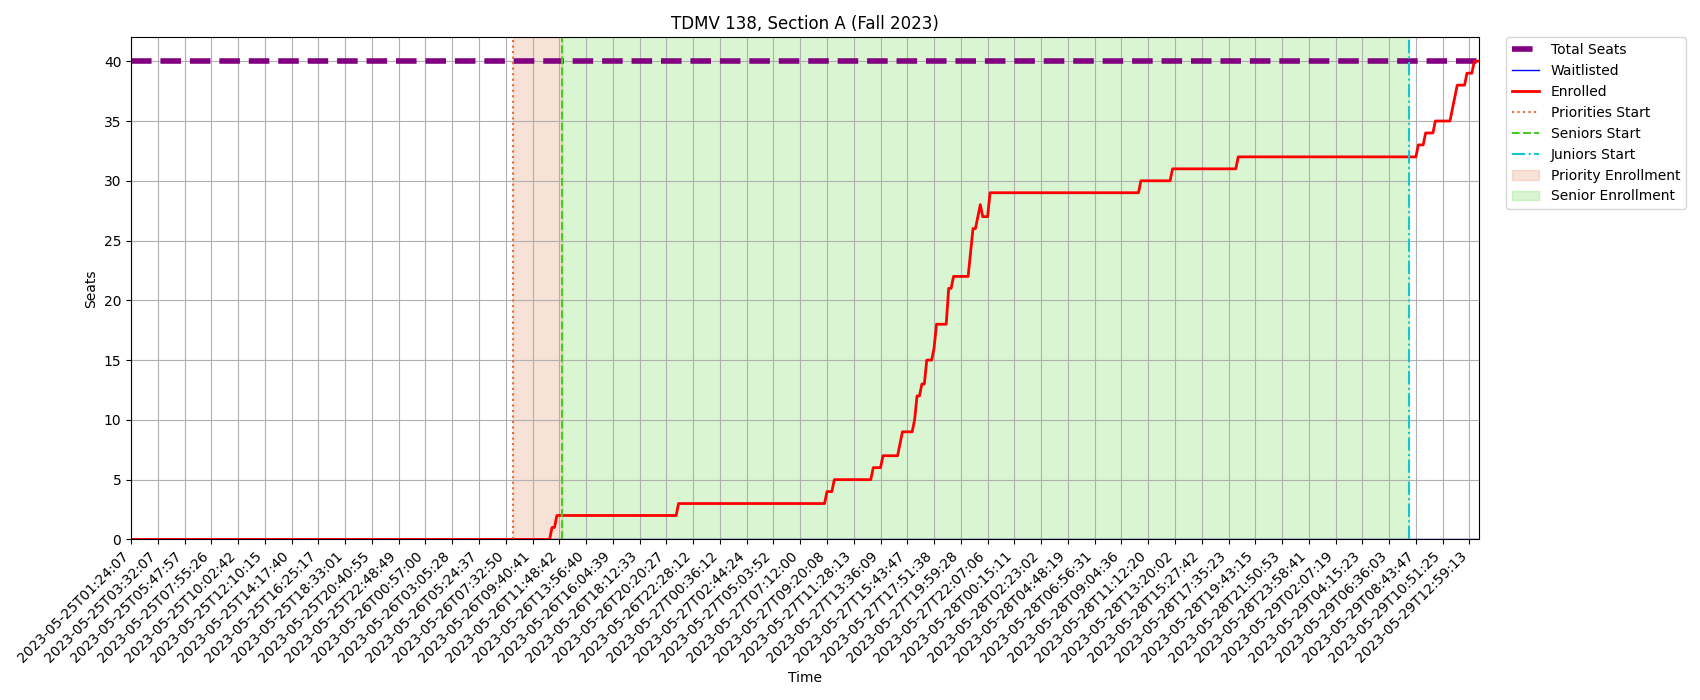 TDMV 138, Section A (Fall 2023)
Total Seats
Waitlisted
Enrolled
Priorities Start
Seniors Start
Juniors Start
Priority Enrollment
Senior Enrollment
Seats
40
35
30
25
20
15
10
5
0
2023-05-25T01:24:07
2023-05-25T03:32:07
2023-05-25T05:47:57
2023-05-25T07:55:26
2023-05-25T10:02:42
2023-05-25T12:10:15
2023-05-25T14:17:40
2023-05-25T16:25:17
2023-05-25T18:33:01
2023-05-25T20:40:55
2023-05-25T22:48:49
2023-05-26T00:57:00
2023-05-26T03:05:28
2023-05-26T05:24:37
2023-05-26T07:32:50
2023-05-26T09:40:41
2023-05-26T11:48:42
2023-05-26T13:56:40
2023-05-26T16:04:39
2023-05-26T18:12:33
2023-05-26T20:20:27
2023-05-26T22:28:12
2023-05-27T00:36:12
2023-05-27T02:44:24
2023-05-27T05:03:52
2023-05-27T07:12:00
2023-05-27T09:20:08
2023-05-27T11:28:13
2023-05-27T13:36:09
2023-05-27T15:43:47
2023-05-27T17:51:38
2023-05-27T19:59:28
2023-05-27T22:07:06
2023-05-28T00:15:11
2023-05-28T02:23:02
2023-05-28T04:48:19
2023-05-28T06:56:31
2023-05-28T09:04:36
2023-05-28T11:12:20
2023-05-28T13:20:02
2023-05-28T15:27:42
2023-05-28T17:35:23
2023-05-28T19:43:15
2023-05-28T21:50:53
2023-05-28T23:58:41
2023-05-29T02:07:19
2023-05-29T04:15:23
2023-05-29T06:36:03
2023-05-29T08:43:47
2023-05-29T10:51:25
2023-05-29T12:59:13
Time